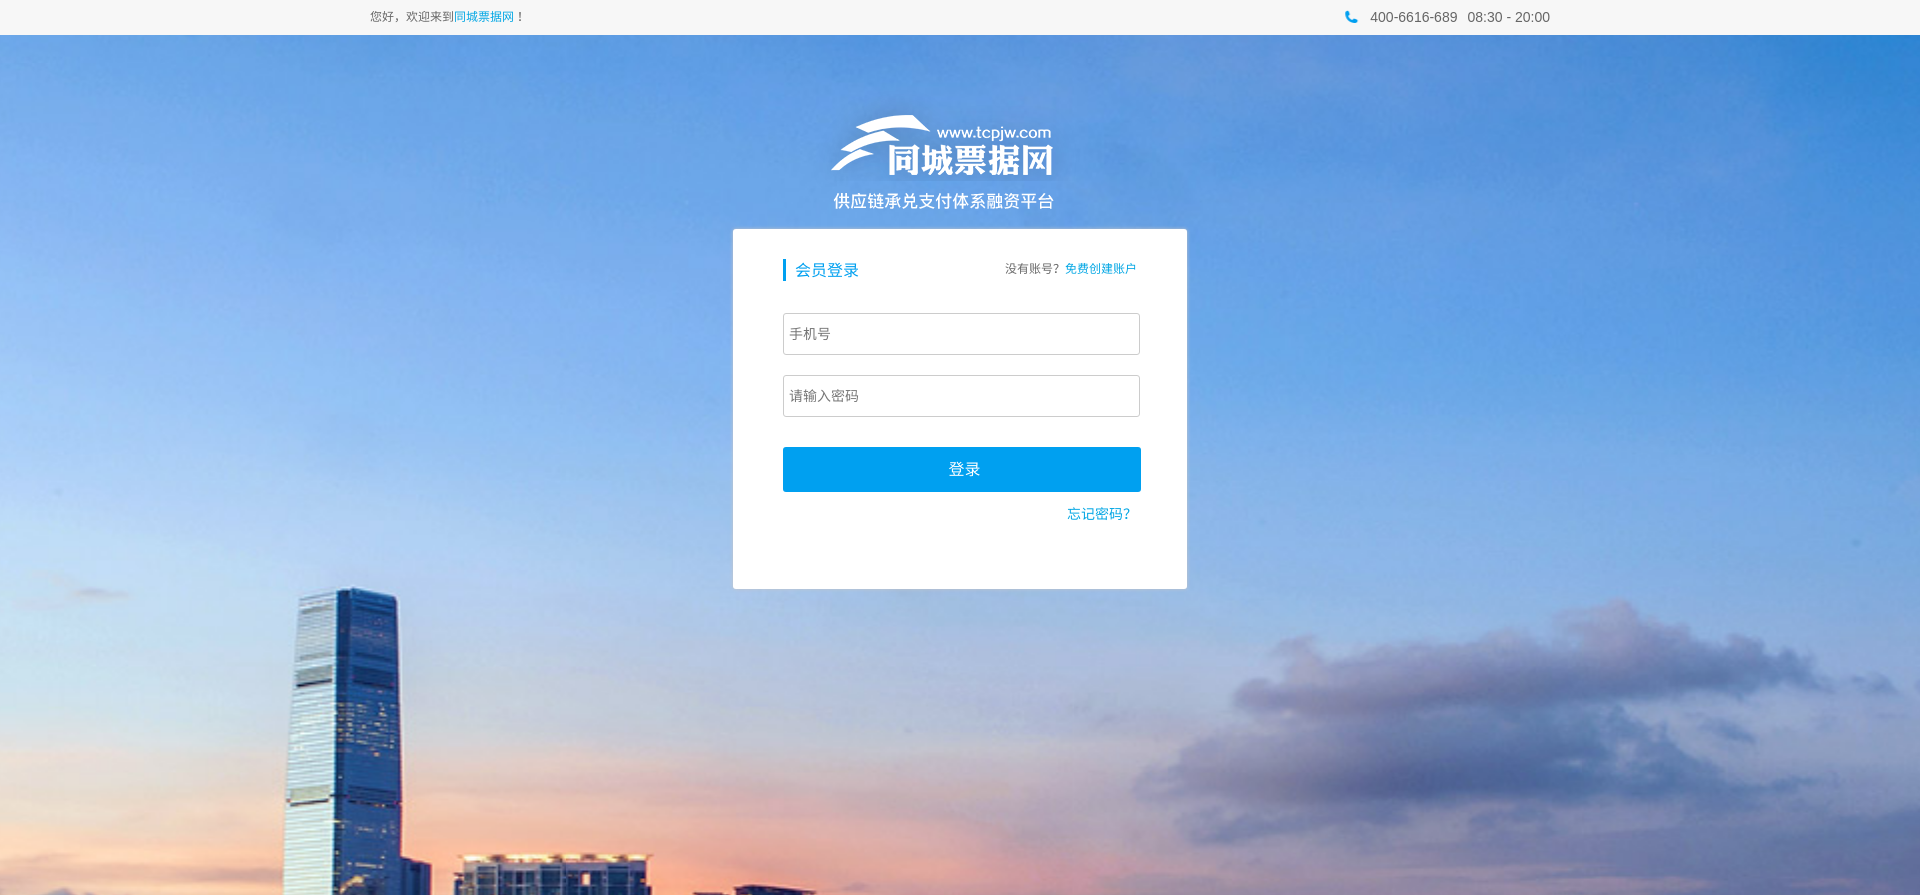 您好，欢迎来到同城票据网！
400-6616-689 08:30 - 20:00
www.tcpjw.com
同城票据网
供应链承兑支付体系融资平台
会员登录
没有账号？免费创建账户
手机号
请输入密码
登录
忘记密码？